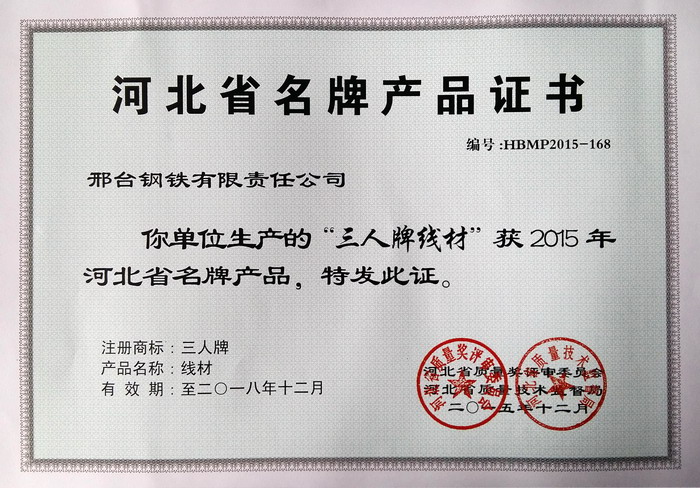 河北省名牌产品证书
编号:HBMP2015-168
邢台钢铁有限责任公司
你单位生产的“三人牌线材”获2015年
河北省名牌产品，特发此证。
注册商标：三人牌
产品名称：线材
有 效 期：至二〇一八年十二月
河北省质量奖评审委员会
河北省质量技术监督局
二〇一五年十二月